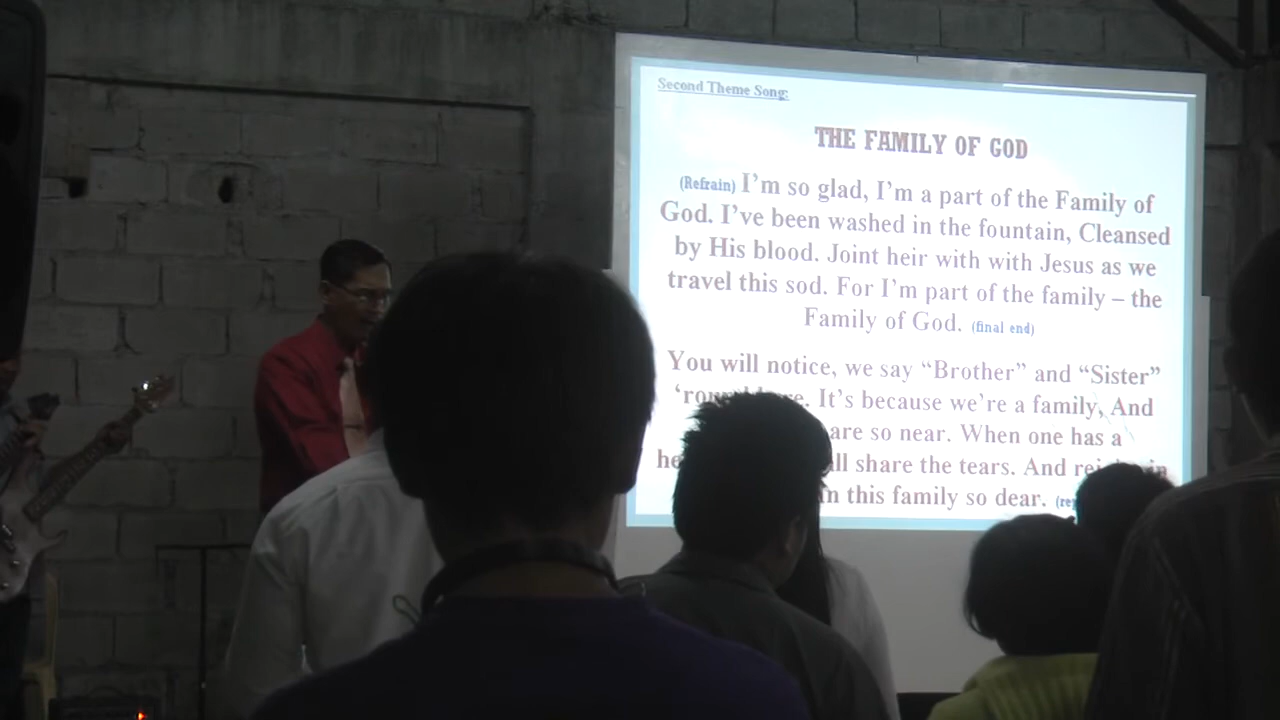 Second Theme Song:
THE FAMILY OF GOD
(Refrain) I'm so glad, I'm a part of the Family of
God. I've been washed in the fountain, Cleansed
by His blood. Joint heir with with Jesus as we
travel this sod. For I'm part of the family – the
Family of God. (final end)
You will notice, we say “Brother” and “Sister”
It's because we're a family, And
are so near. When one has a
share the tears. And
this family so dear.